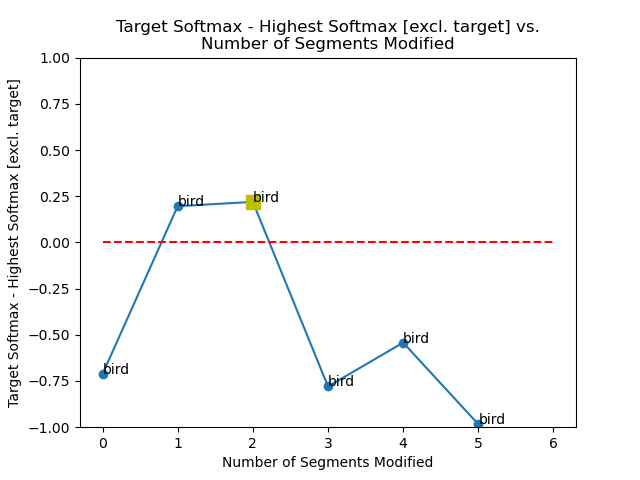 Target Softmax - Highest Softmax [excl. target] vs.
Number of Segments Modified
Target Softmax - Highest Softmax [excl. target]
1.00
0.75
0.50
0.25
0.00
−0.25
−0.50
−0.75
−1.00
bird
bird
bird
bird
bird
bird
0 1 2 3 4 5 6
Number of Segments Modified